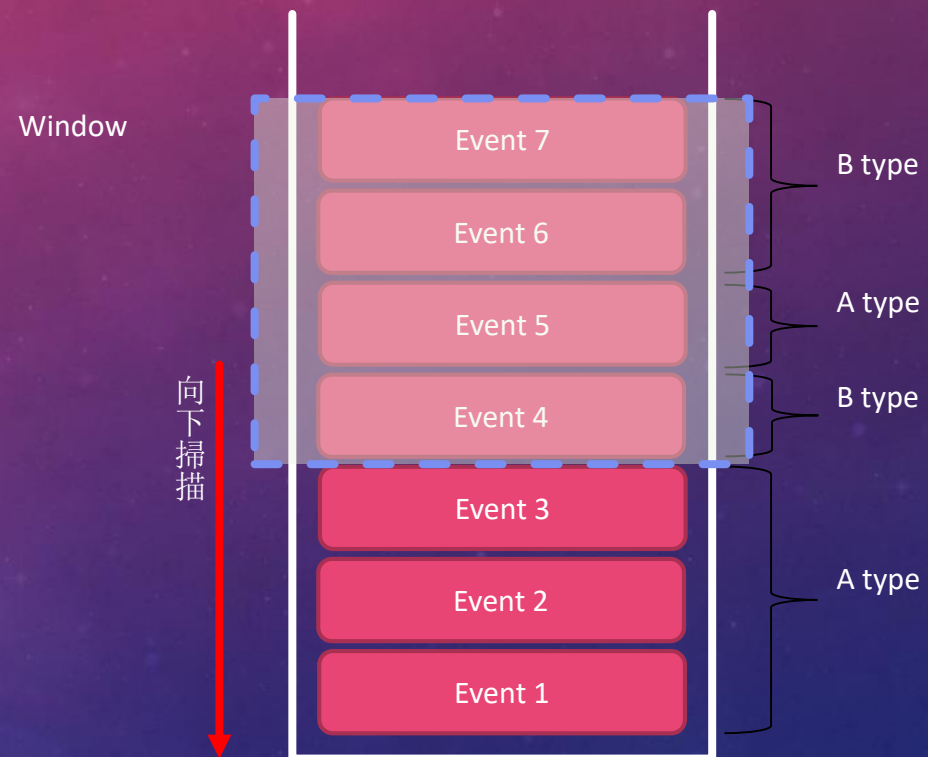 Window
Event 7
Event 6
Event 5
Event 4
Event 3
Event 2
Event 1
B type
A type
B type
A type
向下掃描